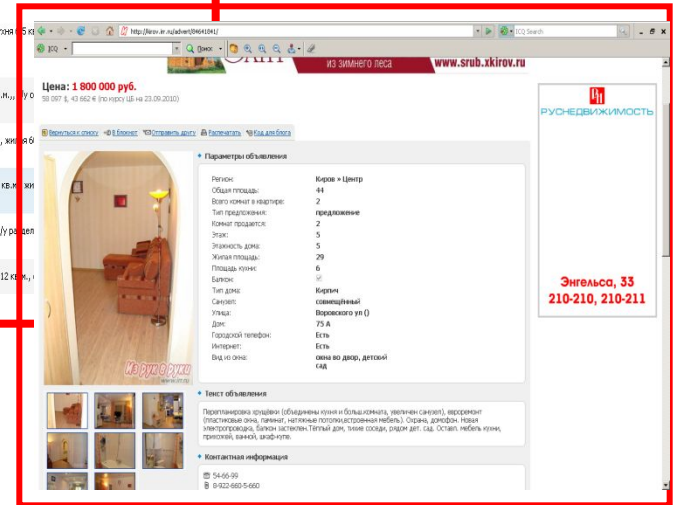 http://kirov.irr.ru/advert/84641841/
ICQ Search
ICQ
Поиск
из зимнего леса
www.srub.xkirov.ru
Цена: 1 800 000 руб.
58 097 $, 43 662 € (по курсу ЦБ на 23.09.2010)
Вернуться к списку
В блокнот
Отправить другу
Распечатать
Код для блога
РУСНЕДВИЖИМОСТЬ
Энгельса, 33
210-210, 210-211
Параметры объявления
Регион: Киров » Центр
Общая площадь: 44
Всего комнат в квартире: 2
Тип предложения: предложение
Комнат продается: 2
Этаж: 5
Этажность дома: 5
Жилая площадь: 29
Площадь кухни: 6
Балкон:
Тип дома: Кирпич
Санузел: совмещённый
Улица: Воровского ул ()
Дом: 75 А
Городской телефон: Есть
Интернет: Есть
Вид из окна: окна во двор, детский
сад
Из рук в руки
Текст объявления
Перепланировка хрущёвки (объединены кухня и больш.комната, увеличен санузел), евроремонт
(пластиковые окна, ламинат, натяжные потолки,встроенная мебель). Охрана, домофон. Новая
электропроводка, балкон застеклен.Тёплый дом, тихие соседи, рядом дет. сад. Оставл. мебель кухни,
прихожей, ванной, шкаф-купе.
Контактная информация
54-66-99
8-922-660-5-660